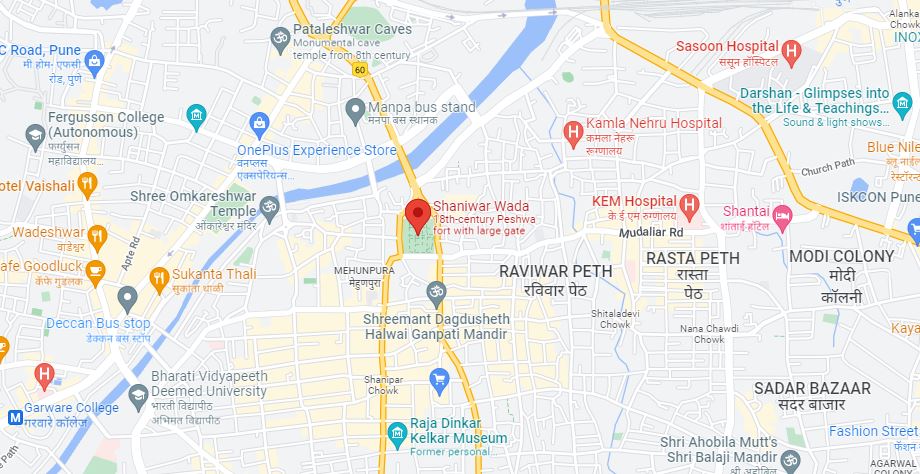 Alanka
Chowk
INOX
Pataleshwar Caves
Monumental cave
temple from 8th century
Sasoon Hospital
ससून हॉस्पिटल
C Road, Pune
मी होम- एफसी
रोड, पुणे
60
Darshan - Glimpses into
the Life & Teachings...
Sound & light shows...
Manpa bus stand
मनपा बस स्थानक
Fergusson College
(Autonomous)
फर्ग्युसन
महाविद्यालय...
Kamla Nehru Hospital
कमला नेहरू
रूग्णालय
OnePlus Experience Store
वनप्लस
एक्सपेरियन्स...
Blue Nile
ब्लू नाईल
रेस्टॉरंट
Church Path
otel Vaishali
Shree Omkareshwar
Temple
ओंकारेश्वर मंदिर
Shaniwar Wada
18th-century Peshwa
fort with large gate
KEM Hospital
के ई एम रुग्णालय
ISKCON Pune
Shantai
शांताई हॉटेल
Mudaliar Rd
Wadeshwar
वाडेश्वर
Apte Rd
afe Goodluck
कॅफे गुडलक
Sukanta Thali
सुकांता थाळी
MEHUNPURA
मेहुणपुरा
RAVIWAR PETH
रविवार पेठ
RASTA PETH
रास्ता
पेठ
MODI COLONY
मोदी
कॉलनी
Deccan Bus stop
डेक्कन बस स्टॉप
Shreemant Dagdusheth
Halwai Ganpati Mandir
Shitaladevi
Chowk
Nana Chawdi
Chowk
Kaya
Bharati Vidyapeeth
Deemed University
भारती विद्यापीठ
अभिमत विद्यापीठ
Shanipar
Chowk
SADAR BAZAAR
सदर बाजार
Garware College
गरवारे कॉलेज
Path
Raja Dinkar
Kelkar Museum
Former personal
Fashion Street
फॅशन
Shri Ahobila Mutt's
Shri Balaji Mandir
श्री अहोबिल
AGARWAL
COLONY